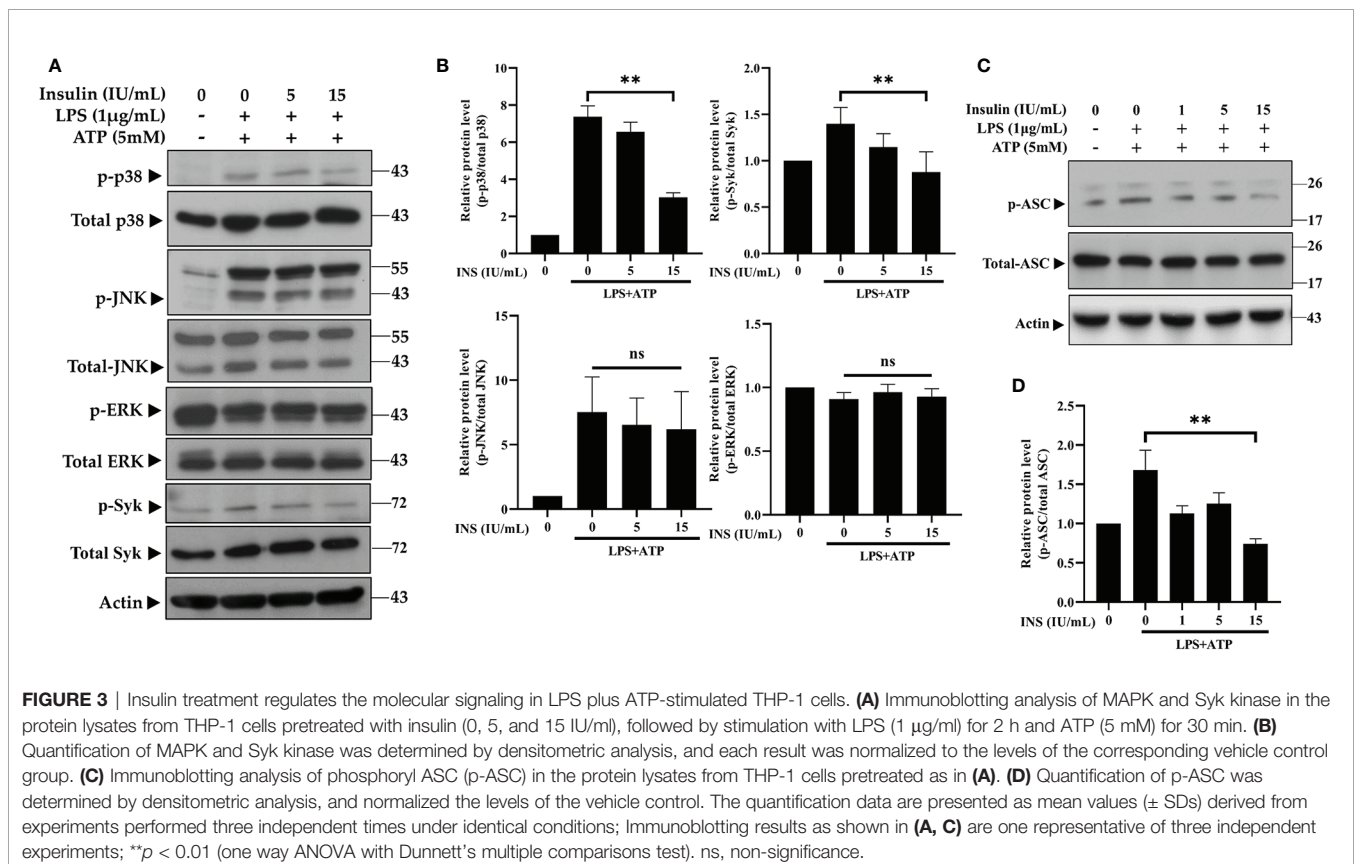 A
Insulin (IU/mL) 0 0 5 15
LPS (1μg/mL) - + + +
ATP (5mM) - + + +
p-p38 43
Total p38 43
55
p-JNK 43
55
Total-JNK 43
p-ERK 43
Total ERK 43
p-Syk 72
Total Syk 72
Actin 43
B
Relative protein level
(p-p38/total p38)
10
8
6
4
2
0
**
INS (IU/mL) 0 0 5 15
LPS+ATP
Relative protein level
(p-Syk/total Syk)
2.0
1.5
1.0
0.5
0.0
**
INS (IU/mL) 0 0 5 15
LPS+ATP
Relative protein level
(p-JNK/total JNK)
15
10
5
0
ns
INS (IU/mL) 0 0 5 15
LPS+ATP
Relative protein level
(p-ERK/total ERK)
1.5
1.0
0.5
0.0
ns
INS (IU/mL) 0 0 5 15
LPS+ATP
C
Insulin (IU/mL) 0 0 1 5 15
LPS (1μg/mL) - + + + +
ATP (5mM) - + + + +
26
p-ASC
17
26
Total-ASC
17
Actin 43
D
Relative protein level
(p-ASC/total ASC)
2.5
2.0
1.5
1.0
0.5
0.0
**
INS (IU/mL) 0 0 1 5 15
LPS+ATP
FIGURE 3 | Insulin treatment regulates the molecular signaling in LPS plus ATP-stimulated THP-1 cells. (A) Immunoblotting analysis of MAPK and Syk kinase in the
protein lysates from THP-1 cells pretreated with insulin (0, 5, and 15 IU/ml), followed by stimulation with LPS (1 μg/ml) for 2 h and ATP (5 mM) for 30 min. (B)
Quantification of MAPK and Syk kinase was determined by densitometric analysis, and each result was normalized to the levels of the corresponding vehicle control
group. (C) Immunoblotting analysis of phosphoryl ASC (p-ASC) in the protein lysates from THP-1 cells pretreated as in (A). (D) Quantification of p-ASC was
determined by densitometric analysis, and normalized the levels of the vehicle control. The quantification data are presented as mean values (± SDs) derived from
experiments performed three independent times under identical conditions; Immunoblotting results as shown in (A, C) are one representative of three independent
experiments; **p < 0.01 (one way ANOVA with Dunnett's multiple comparisons test). ns, non-significance.